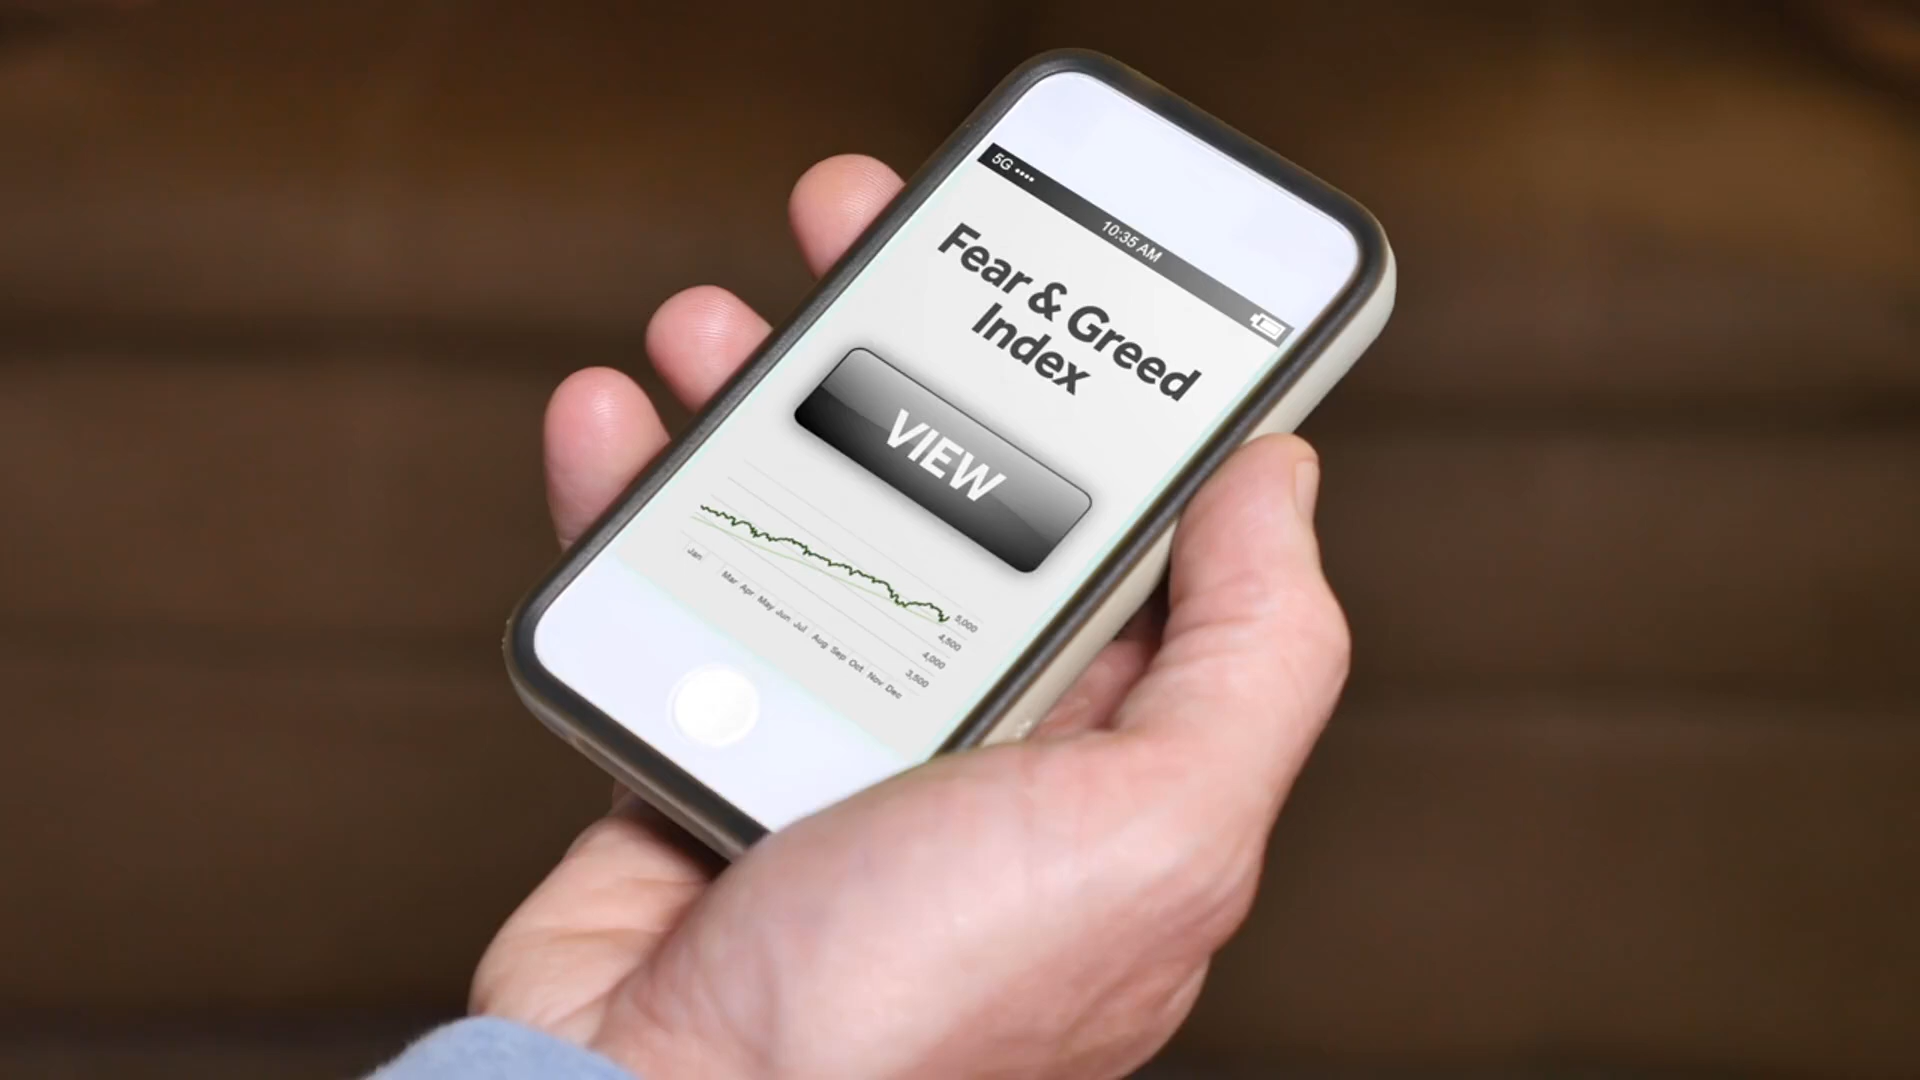 5G
10:35 AM
Fear & Greed
Index
VIEW
5,000
4,500
4,000
3,500
Jan Mar Apr May Jun Jul Aug Sep Oct Nov Dec